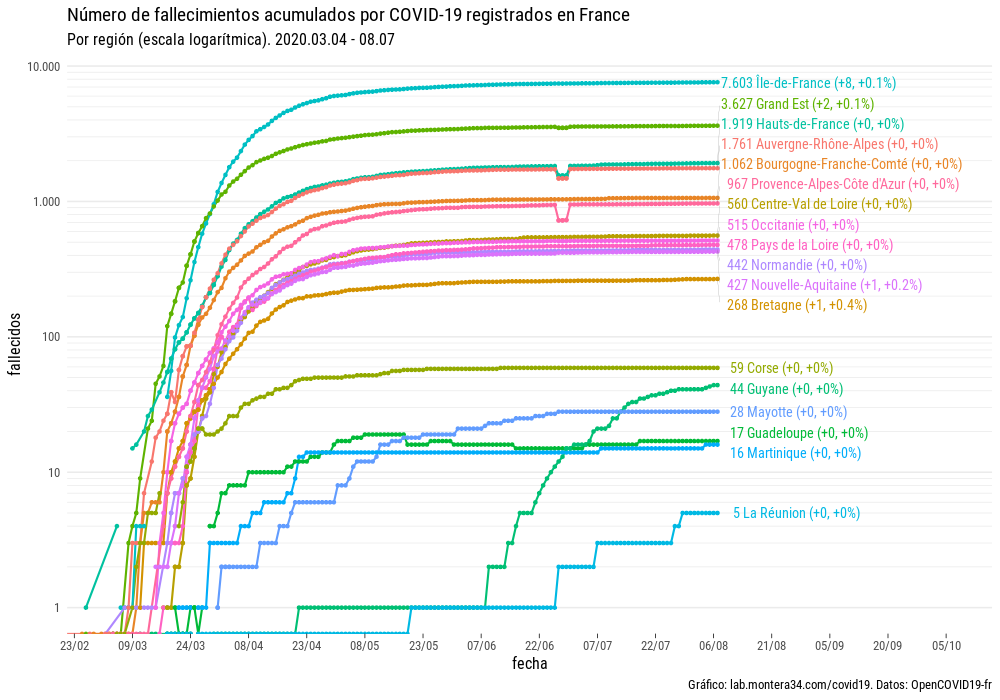 Número de fallecimientos acumulados por COVID-19 registrados en France
Por región (escala logarítmica). 2020.03.04 - 08.07
10.000
1.000
100
10
1
fallecidos
7.603 Île-de-France (+8, +0.1%)
3.627 Grand Est (+2, +0.1%)
1.919 Hauts-de-France (+0, +0%)
1.761 Auvergne-Rhône-Alpes (+0, +0%)
1.062 Bourgogne-Franche-Comté (+0, +0%)
967 Provence-Alpes-Côte d'Azur (+0, +0%)
560 Centre-Val de Loire (+0, +0%)
515 Occitanie (+0, +0%)
478 Pays de la Loire (+0, +0%)
442 Normandie (+0, +0%)
427 Nouvelle-Aquitaine (+1, +0.2%)
268 Bretagne (+1, +0.4%)
59 Corse (+0, +0%)
44 Guyane (+0, +0%)
28 Mayotte (+0, +0%)
17 Guadeloupe (+0, +0%)
16 Martinique (+0, +0%)
5 La Réunion (+0, +0%)
23/02 09/03 24/03 08/04 23/04 08/05 23/05 07/06 22/06 07/07 22/07 06/08 21/08 05/09 20/09 05/10
fecha
Gráfico: lab.montera34.com/covid19. Datos: OpenCOVID19-fr